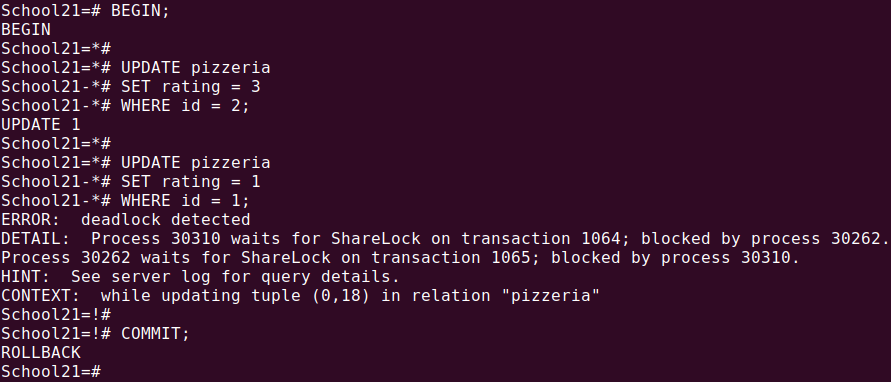 School21=# BEGIN;
BEGIN
School21=*#
School21=*# UPDATE pizzeria
School21-*# SET rating = 3
School21-*# WHERE id = 2;
UPDATE 1
School21=*#
School21=*# UPDATE pizzeria
School21-*# SET rating = 1
School21-*# WHERE id = 1;
ERROR:  deadlock detected
DETAIL:  Process 30310 waits for ShareLock on transaction 1064; blocked by process 30262.
Process 30262 waits for ShareLock on transaction 1065; blocked by process 30310.
HINT:  See server log for query details.
CONTEXT:  while updating tuple (0,18) in relation "pizzeria"
School21=!#
School21=!# COMMIT;
ROLLBACK
School21=#